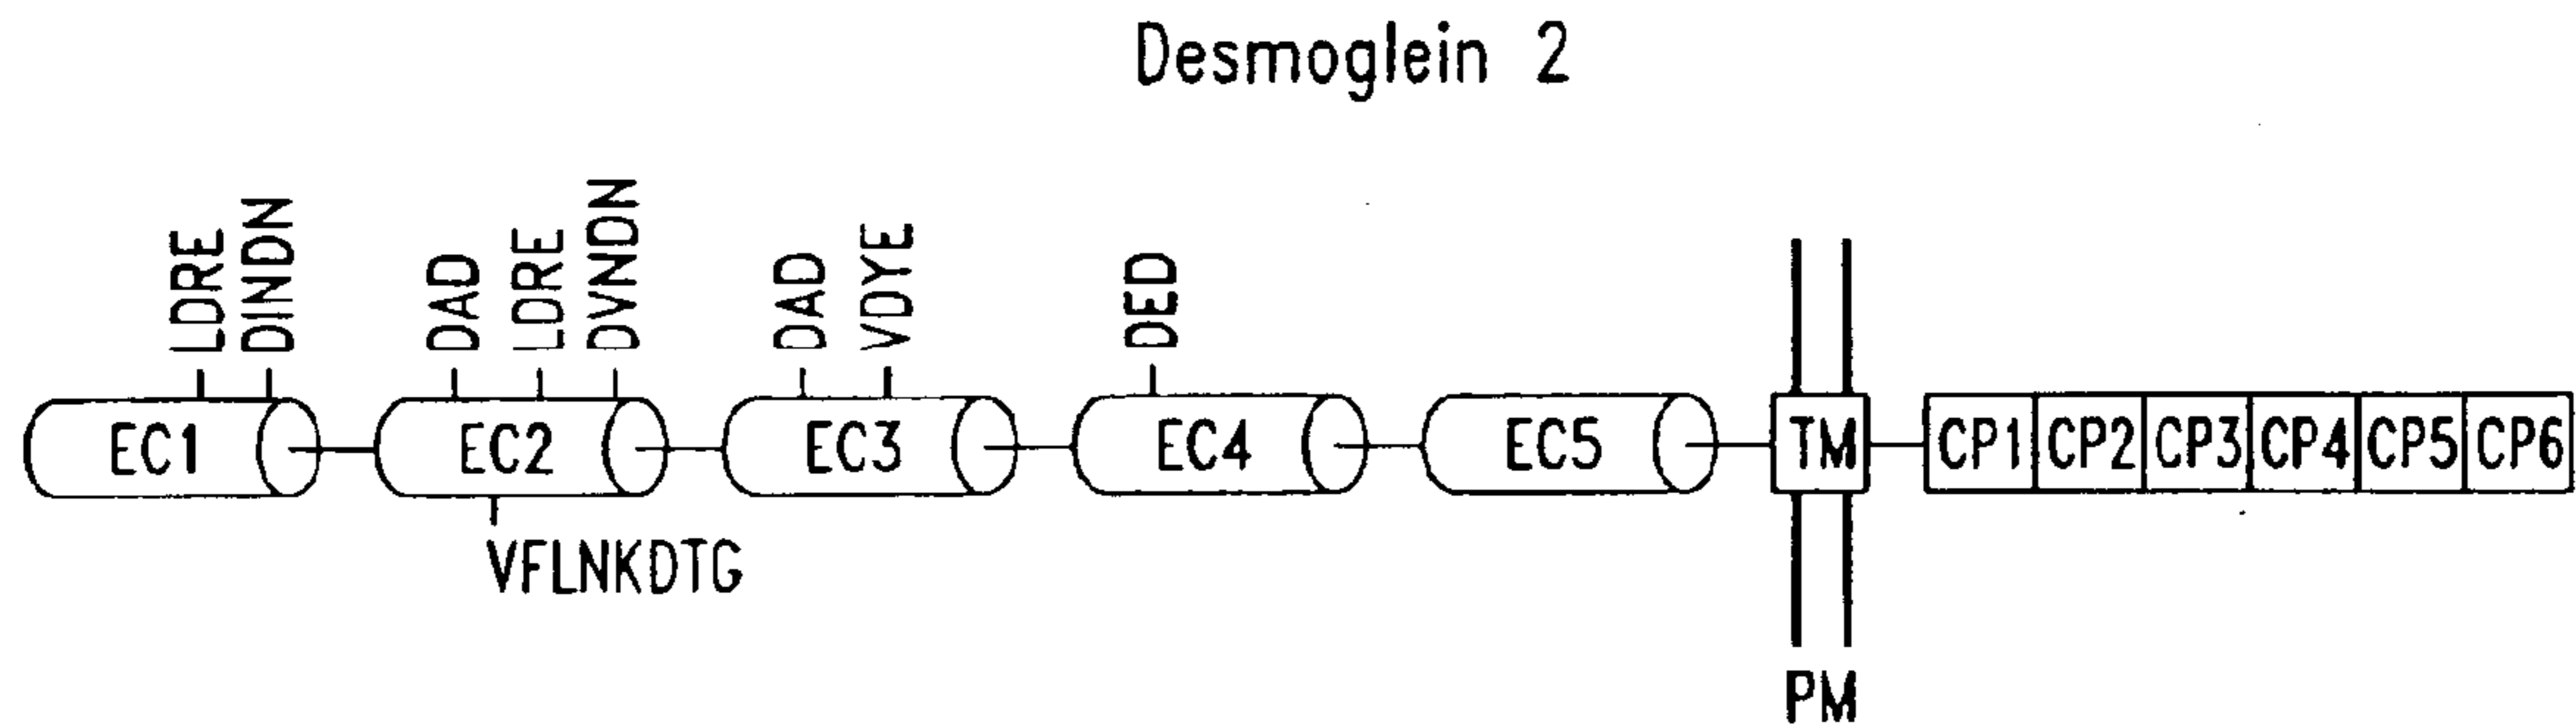 Desmoglein 2
LDRE
DINDN
DAD
LDRE
DVNDN
DAD
VDYE
DED
EC1
EC2
EC3
EC4
EC5
TM
CP1
CP2
CP3
CP4
CP5
CP6
VFLNKDTG
PM